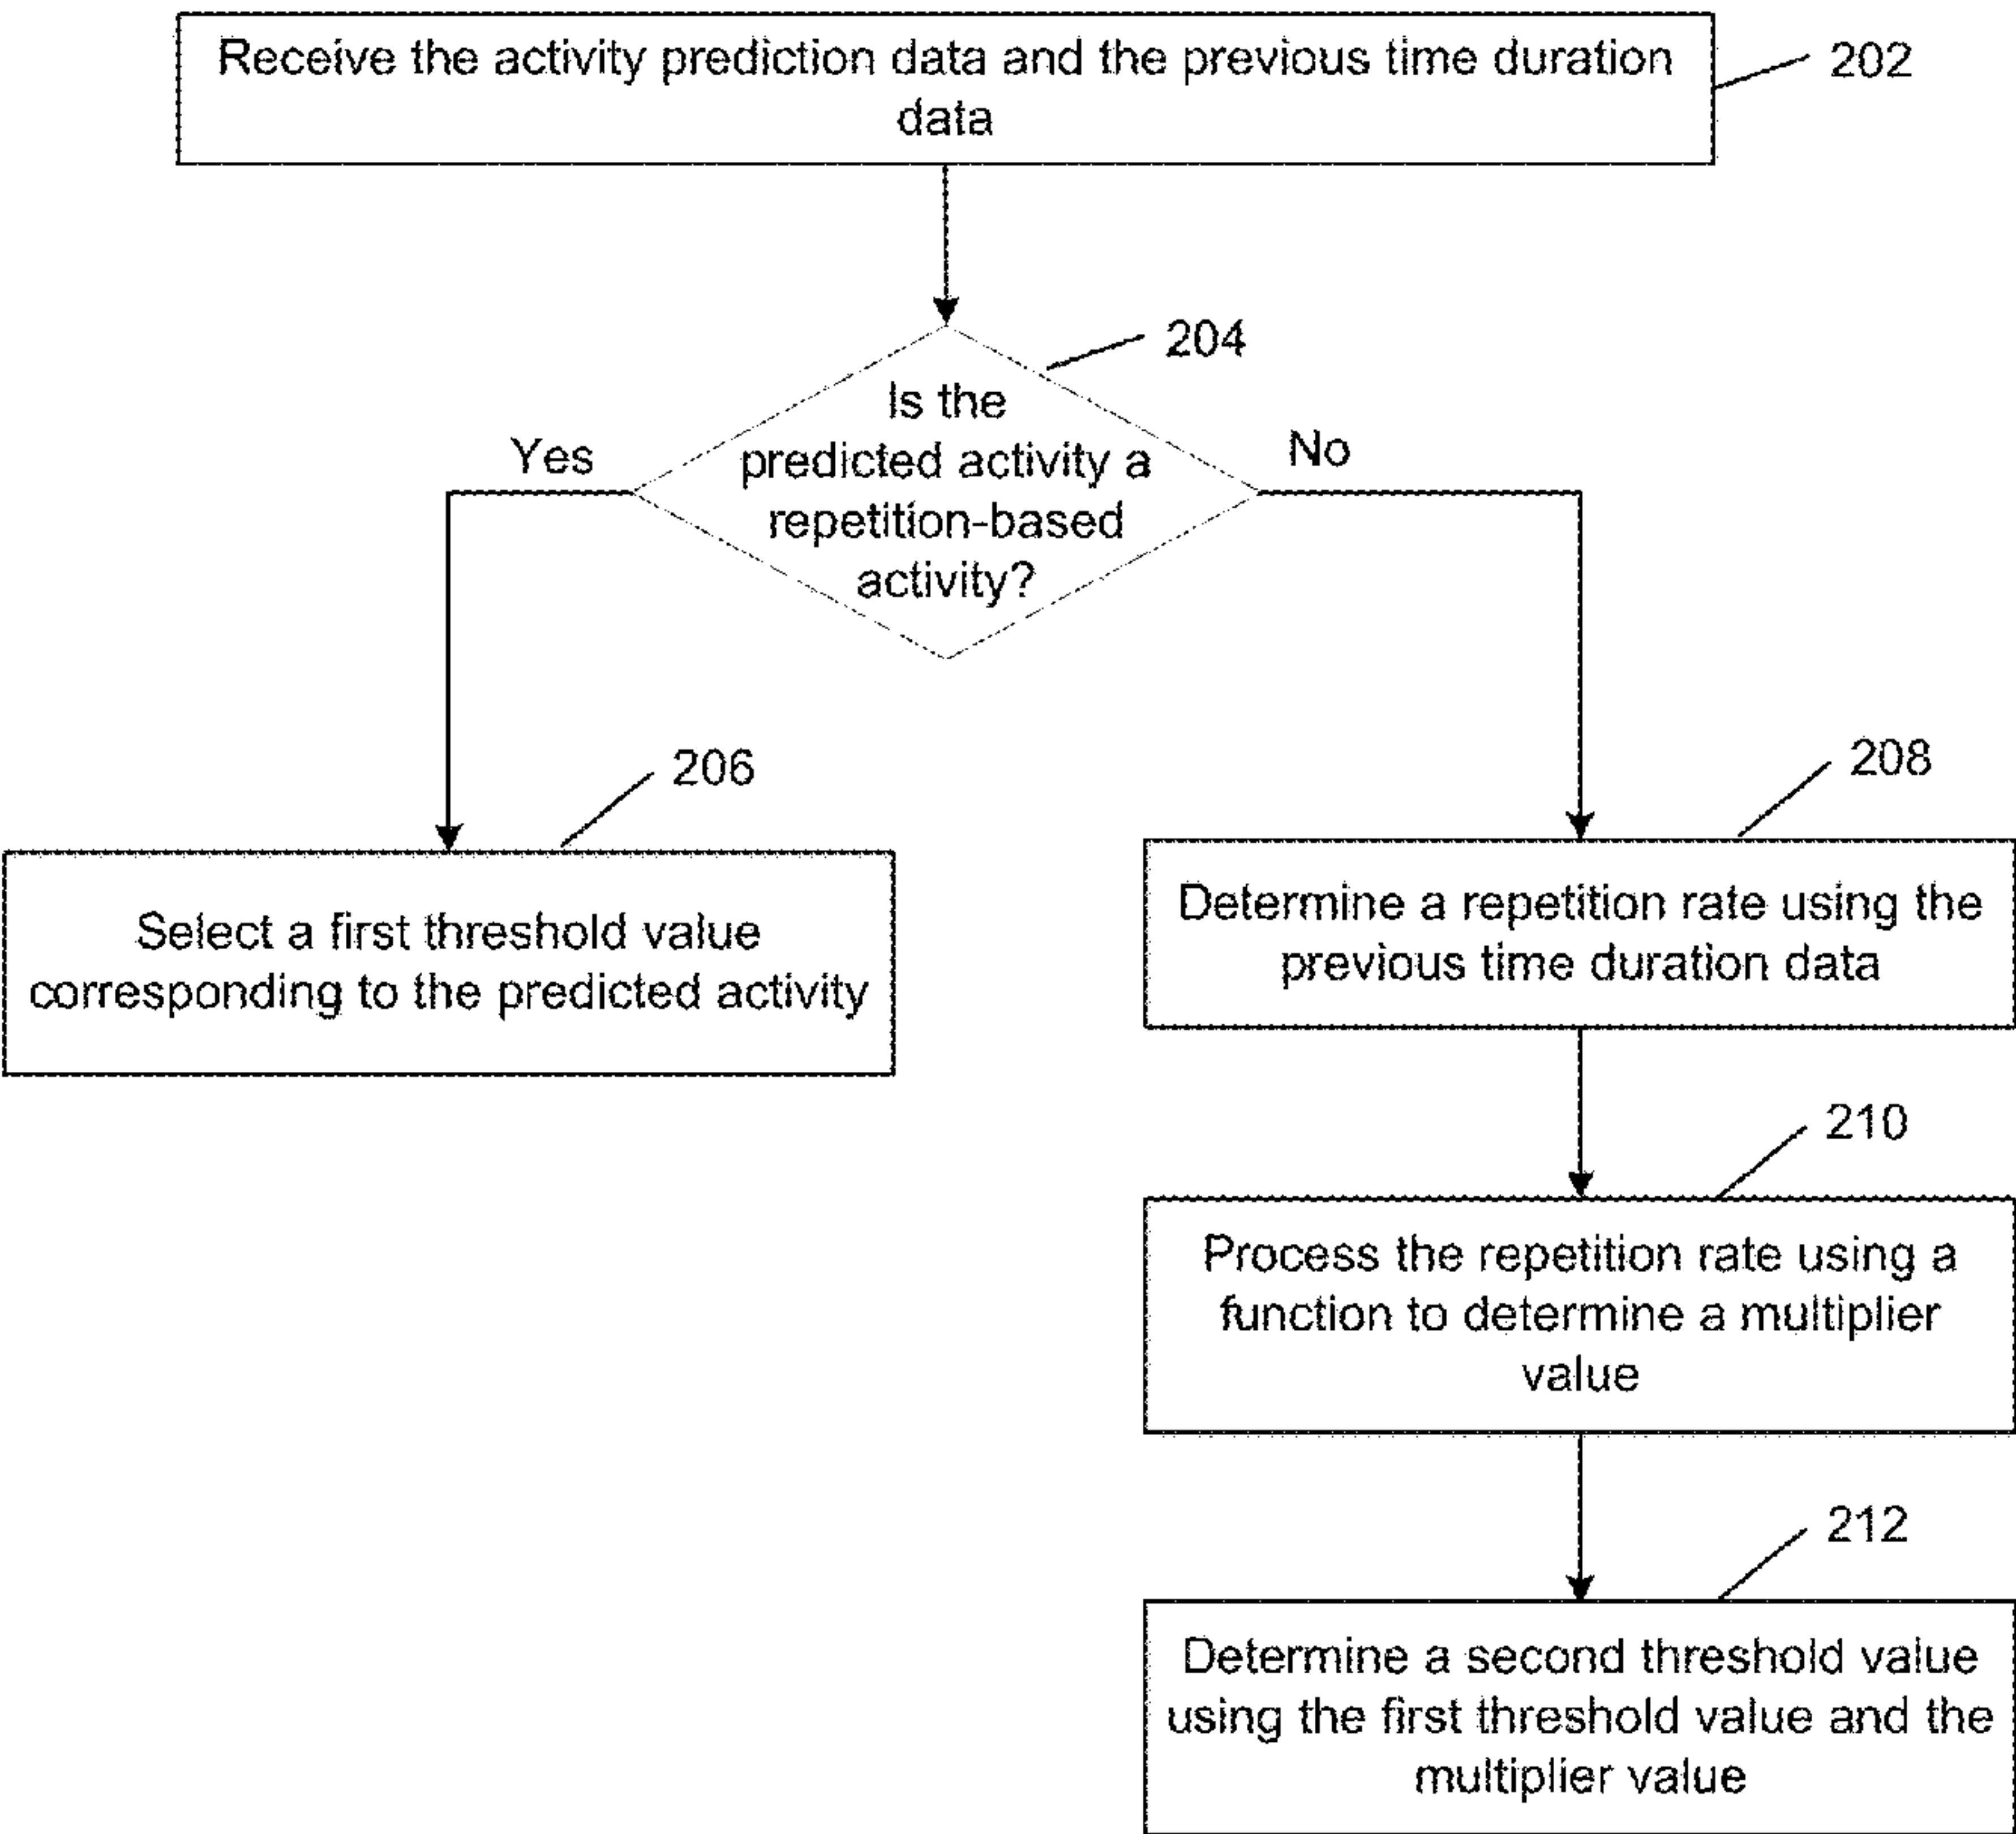 Receive the activity prediction data and the previous time duration
data
202
204
Is the
predicted activity a
repetition-based
activity?
Yes
No
206
Select a first threshold value
corresponding to the predicted activity
208
Determine a repetition rate using the
previous time duration data
210
Process the repetition rate using a
function to determine a multiplier
value
212
Determine a second threshold value
using the first threshold value and the
multiplier value